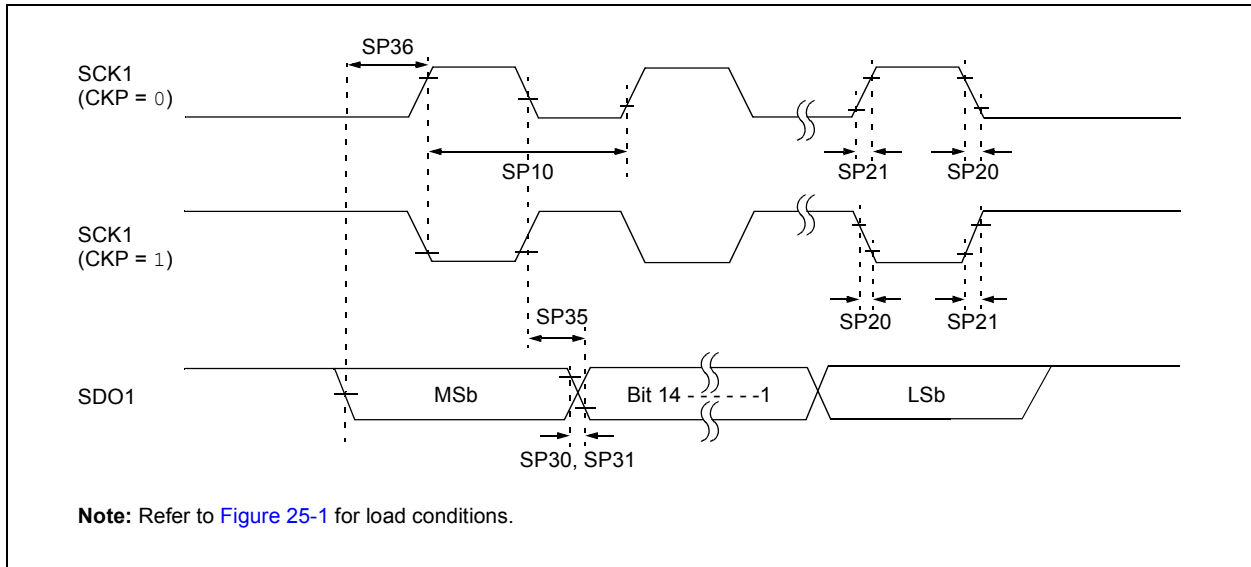 SP36
SCK1
(CKP = 0)
SP10
SP21
SP20
SCK1
(CKP = 1)
SP35
SP20
SP21
SDO1
MSb
Bit 14 - - - - - -1
LSb
SP30, SP31
Note: Refer to Figure 25-1 for load conditions.